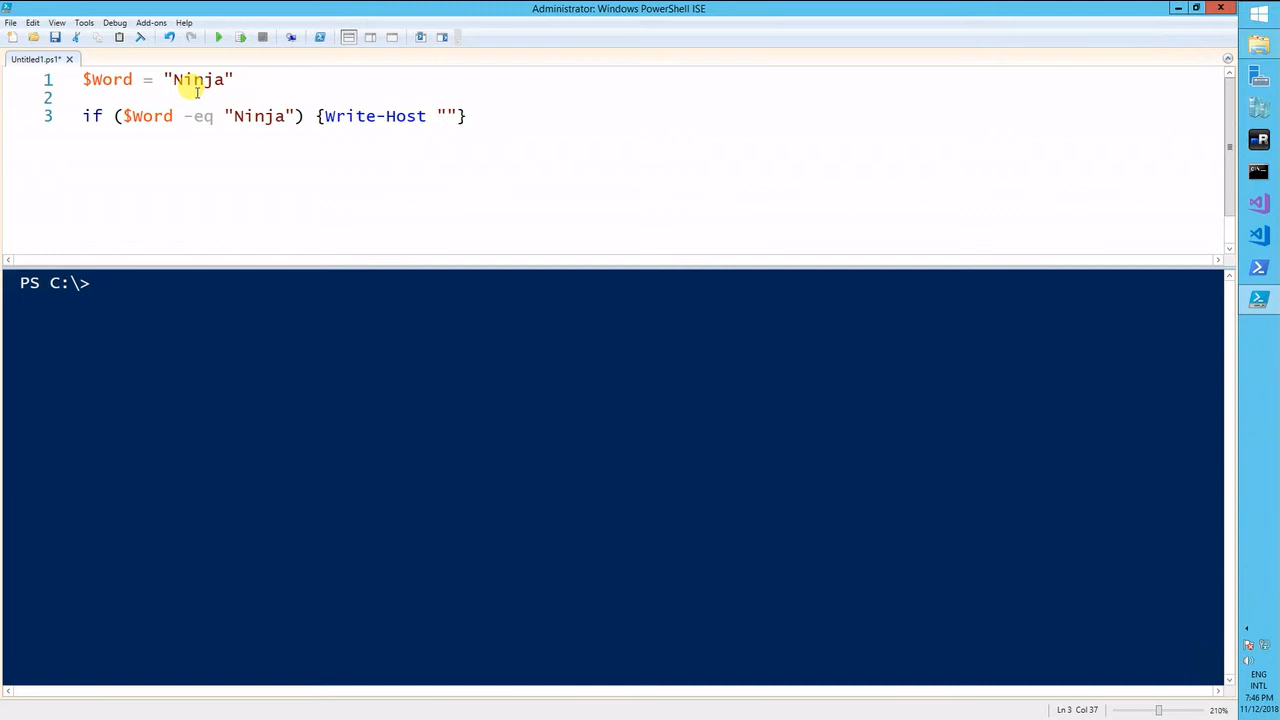 Administrator: Windows PowerShell ISE
File Edit View Tools Debug Add-ons Help
Untitled1.ps1*
1 $Word = "Ninja"
2
3 if ($Word -eq "Ninja") {Write-Host ""}
PS C:\>
ENG
INTL
7:46 PM
11/12/2018
Ln 3 Col 37 210%